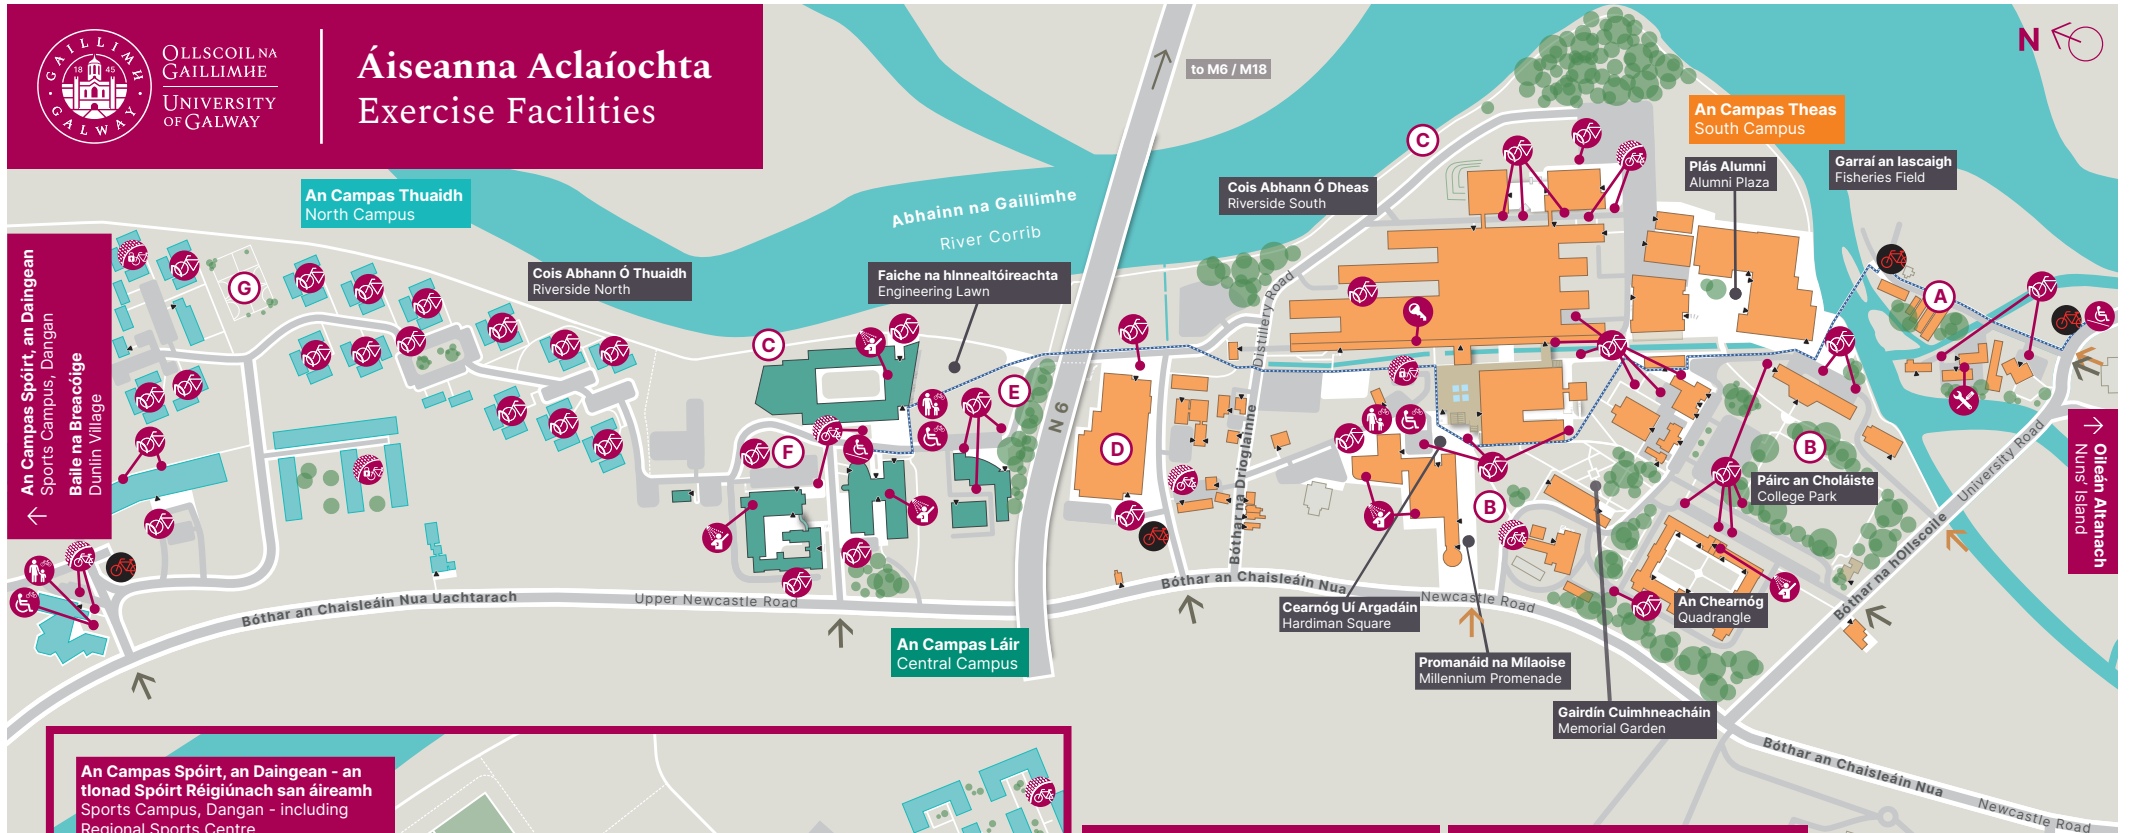 GAILLIMH
18 45
GALWAY
OLLSCOIL NA
GAILLIMHE
UNIVERSITY
OF GALWAY
Áiseanna Aclaíochta
Exercise Facilities
to M6 / M18
N
An Campas Theas
South Campus
An Campas Thuaidh
North Campus
Plás Alumni
Alumni Plaza
Garraí an Iascaigh
Fisheries Field
Cois Abhann Ó Dheas
Riverside South
C
Abhainn na Gaillimhe
River Corrib
Cois Abhann Ó Thuaidh
Riverside North
Faiche na hInnealtóireachta
Engineering Lawn
An Campas Spóirt, an Daingean
Sports Campus, Dangan
Baile na Breacóige
Dunlin Village
G
C
A
E
F
D
B
B
N 6
Distillery Road
Bóthar na Drioglainne
Páirc an Choláiste
College Park
Oileán Altanach
Nuns' Island
University Road
Bóthar na hOllscoile
Bóthar an Chaisleáin Nua Uachtarach
Upper Newcastle Road
Bóthar an Chaisleáin Nua
Newcastle Road
Cearnóg Uí Argadáin
Hardiman Square
An Chearnóg
Quadrangle
An Campas Láir
Central Campus
Promanáid na Mílaoise
Millennium Promenade
Gairdín Cuimhneacháin
Memorial Garden
Bóthar an Chaisleáin Nua
Newcastle Road
An Campas Spóirt, an Daingean - an
tIonad Spóirt Réigiúnach san áireamh
Sports Campus, Dangan - including
Regional Sports Centre